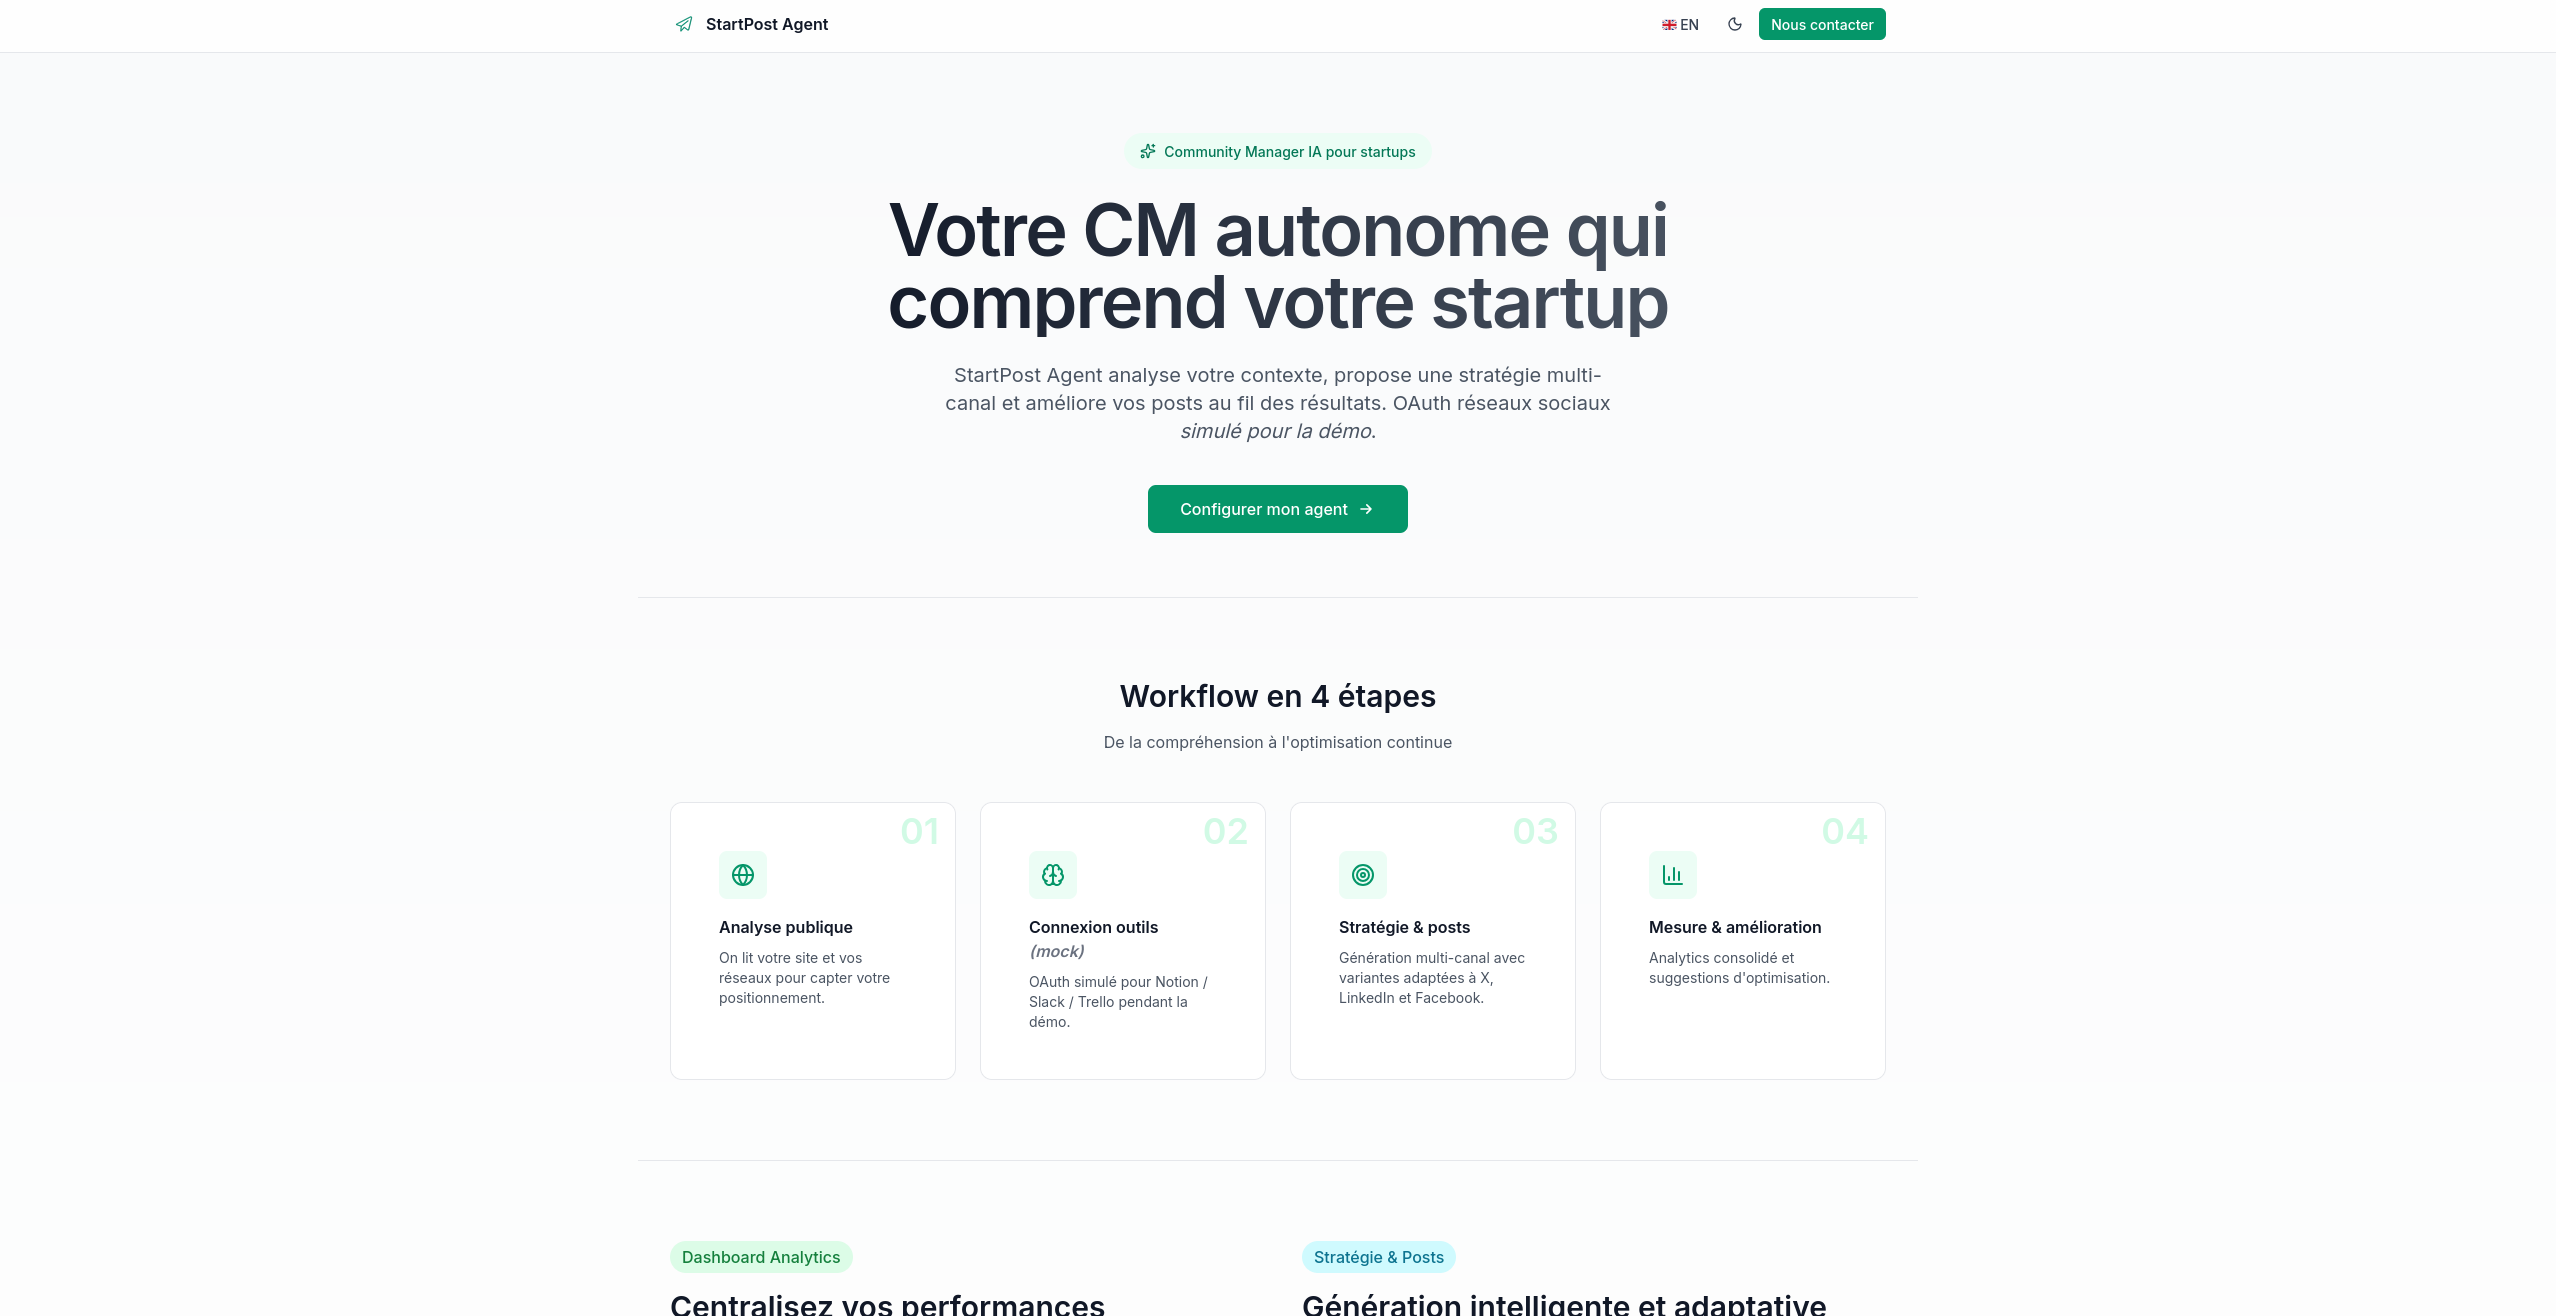 StartPost Agent
🇬🇧 EN
Nous contacter
Community Manager IA pour startups
Votre CM autonome qui
comprend votre startup
StartPost Agent analyse votre contexte, propose une stratégie multi-
canal et améliore vos posts au fil des résultats. OAuth réseaux sociaux
simulé pour la démo.
Configurer mon agent →
Workflow en 4 étapes
De la compréhension à l'optimisation continue
01
Analyse publique
On lit votre site et vos
réseaux pour capter votre
positionnement.
02
Connexion outils
(mock)
OAuth simulé pour Notion /
Slack / Trello pendant la
démo.
03
Stratégie & posts
Génération multi-canal avec
variantes adaptées à X,
LinkedIn et Facebook.
04
Mesure & amélioration
Analytics consolidé et
suggestions d'optimisation.
Dashboard Analytics
Centralisez vos performances
Stratégie & Posts
Génération intelligente et adaptative